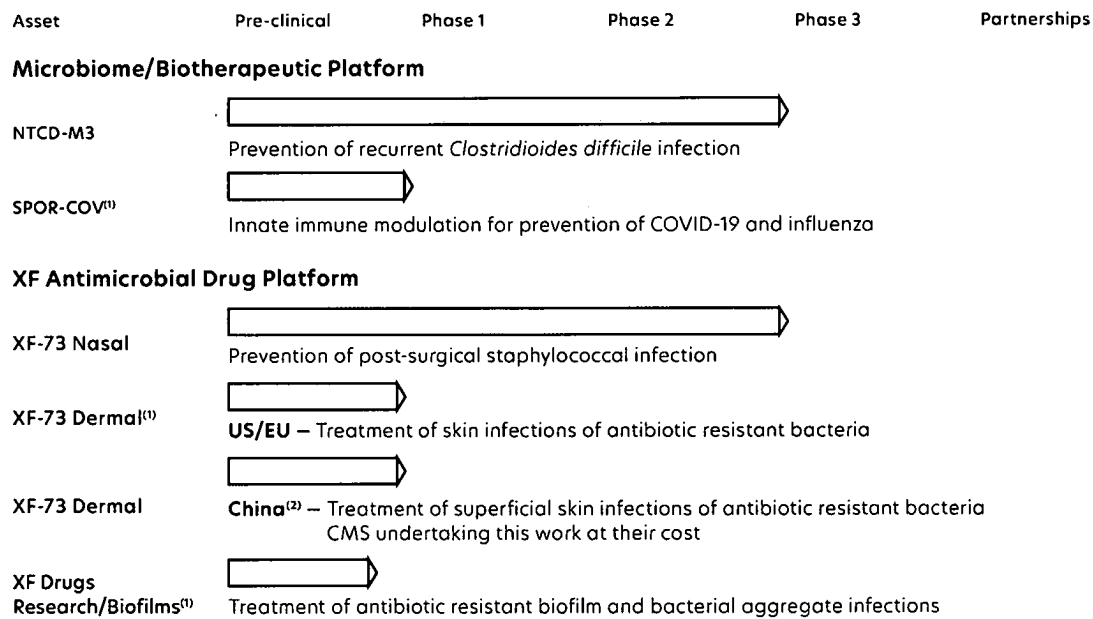 Asset Pre-clinical Phase 1 Phase 2 Phase 3 Partnerships
Microbiome/Biotherapeutic Platform
NTCD-M3
Prevention of recurrent Clostridioides difficile infection
SPOR-COV(1)
Innate immune modulation for prevention of COVID-19 and influenza
XF Antimicrobial Drug Platform
XF-73 Nasal
Prevention of post-surgical staphylococcal infection
XF-73 Dermal(1)
US/EU – Treatment of skin infections of antibiotic resistant bacteria
XF-73 Dermal
China(2) – Treatment of superficial skin infections of antibiotic resistant bacteria
CMS undertaking this work at their cost
XF Drugs
Research/Biofilms(1)
Treatment of antibiotic resistant biofilm and bacterial aggregate infections